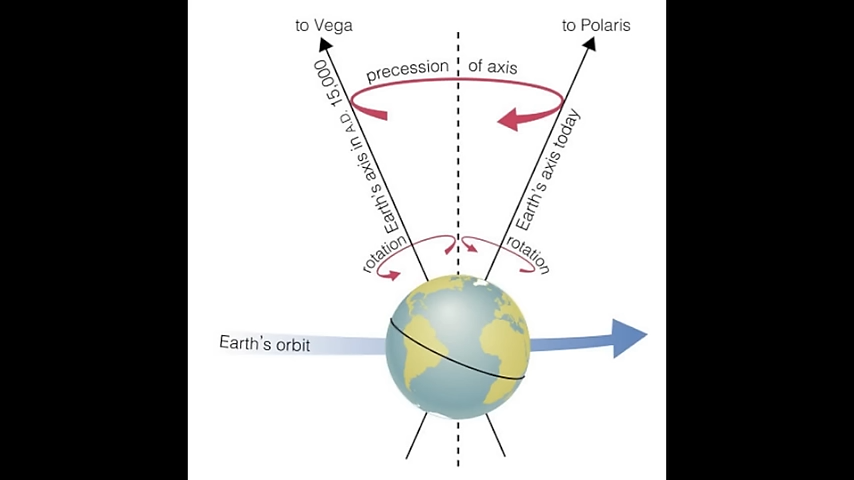 to Vega
to Polaris
precession of axis
Earth's axis in A.D. 15,000
Earth's axis today
rotation
rotation
Earth's orbit